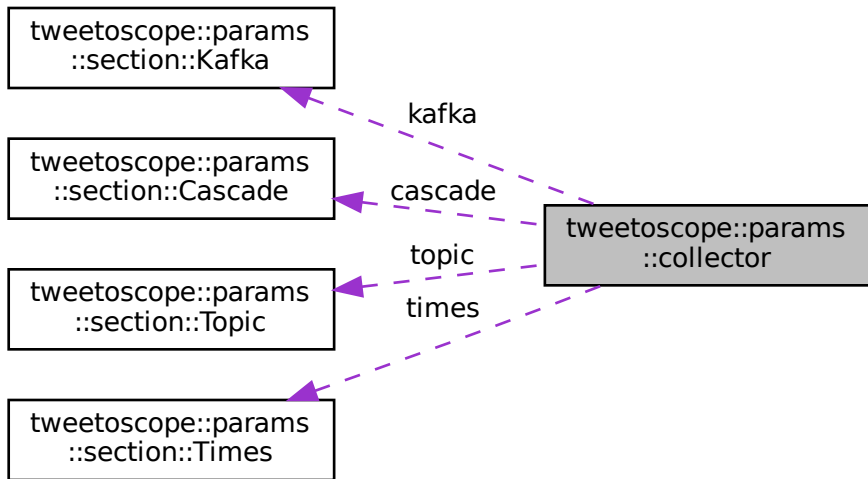 tweetoscope::params
::section::Kafka
kafka
tweetoscope::params
::section::Cascade
cascade
tweetoscope::params
::collector
topic
tweetoscope::params
::section::Topic
times
tweetoscope::params
::section::Times